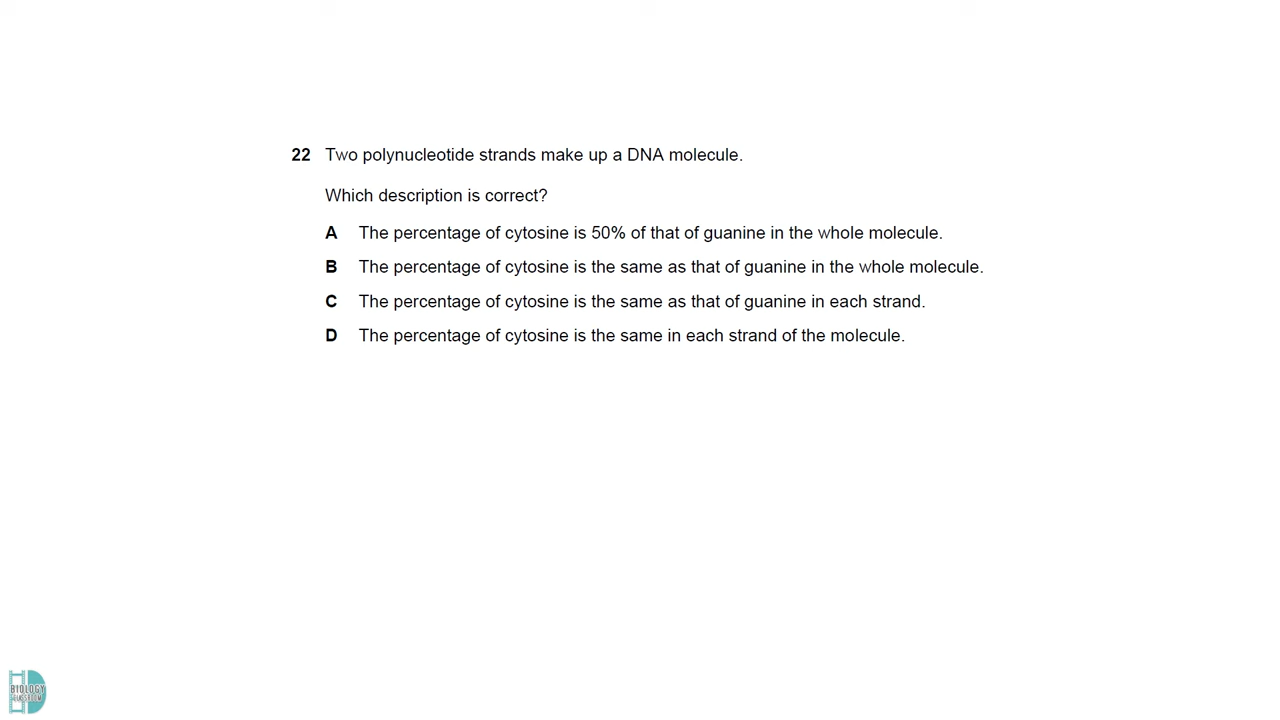 22 Two polynucleotide strands make up a DNA molecule.
Which description is correct?
A The percentage of cytosine is 50% of that of guanine in the whole molecule.
B The percentage of cytosine is the same as that of guanine in the whole molecule.
C The percentage of cytosine is the same as that of guanine in each strand.
D The percentage of cytosine is the same in each strand of the molecule.
BIOLOGY
CLASSROOM